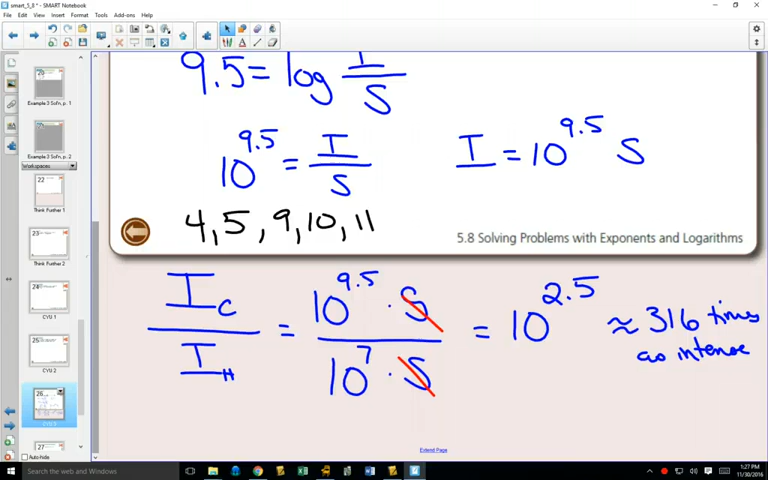 smart_5_8 * - SMART Notebook
File Edit View Insert Format Tools Add-ons Help
Example 3 Sol'n, p. 1
Example 3 Sol'n, p. 2
Workspaces
22
Think Further 1
23
Think Further 2
24
CYU 1
25
CYU 2
26
27
Auto-hide
9.5 = log I/S
10^9.5 = I/S
I = 10^9.5 S
4, 5, 9, 10, 11
5.8 Solving Problems with Exponents and Logarithms
I_C / I_H = 10^9.5 · S / 10^7 · S = 10^2.5 ≈ 316 times
as intense
Extend Page
Search the web and Windows
1:27 PM
11/30/2016